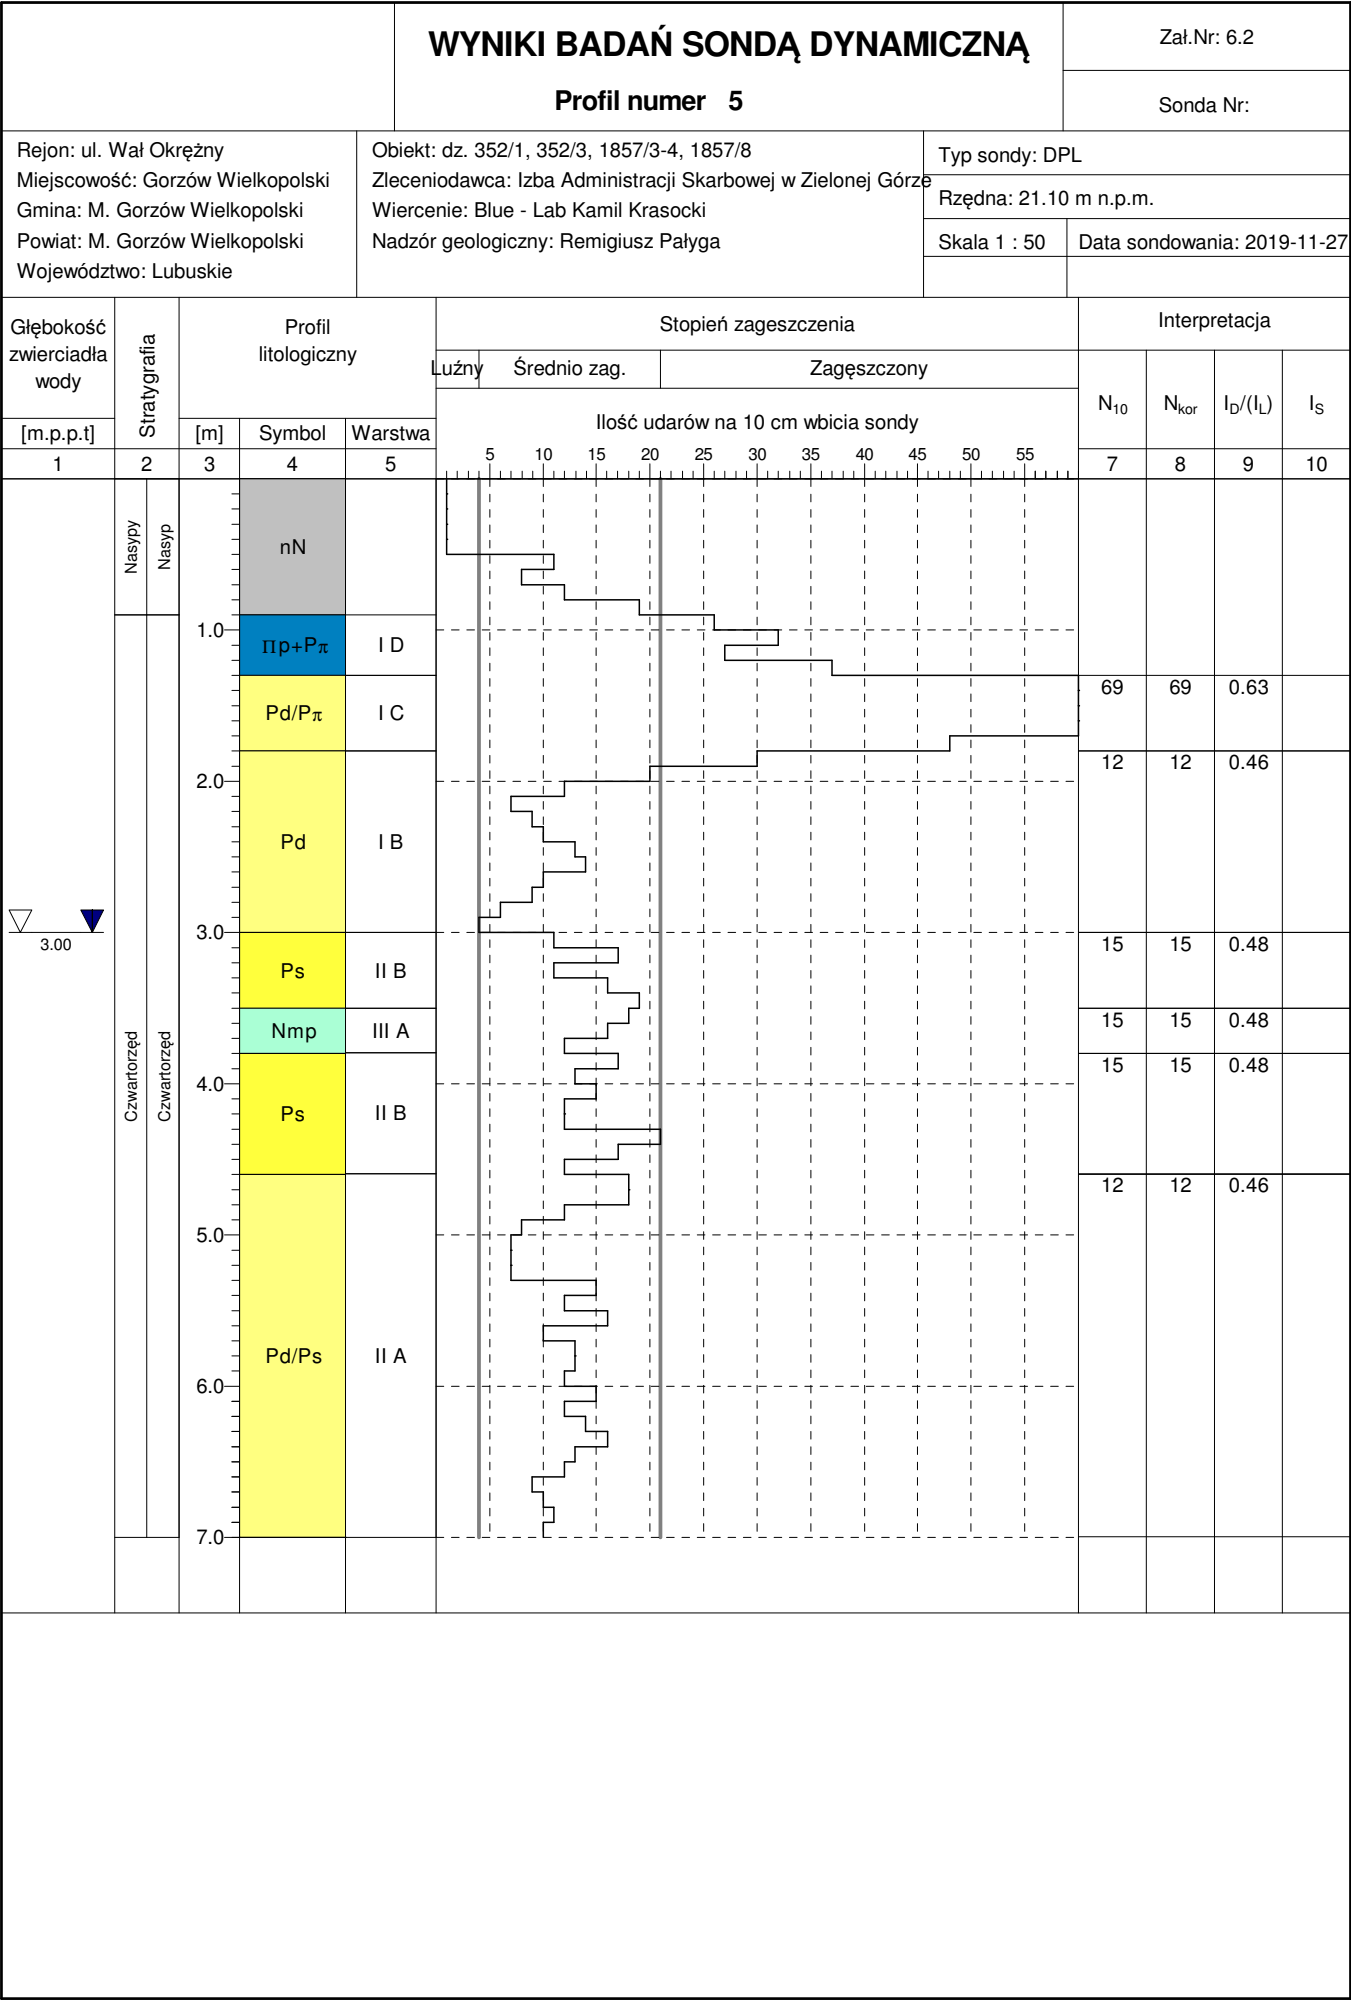 WYNIKI BADAŃ SONDĄ DYNAMICZNĄ
Profil numer 5
Zał.Nr: 6.2
Sonda Nr:
Rejon: ul. Wał Okrężny
Miejscowość: Gorzów Wielkopolski
Gmina: M. Gorzów Wielkopolski
Powiat: M. Gorzów Wielkopolski
Województwo: Lubuskie
Obiekt: dz. 352/1, 352/3, 1857/3-4, 1857/8
Zleceniodawca: Izba Administracji Skarbowej w Zielonej Górze
Wiercenie: Blue - Lab Kamil Krasocki
Nadzór geologiczny: Remigiusz Pałyga
Typ sondy: DPL
Rzędna: 21.10 m n.p.m.
Skala 1 : 50
Data sondowania: 2019-11-27
Głębokość
zwierciadła
wody
[m.p.p.t]
Stratygrafia
Profil
litologiczny
[m]
Symbol
Warstwa
Stopień zageszczenia
Luźny
Średnio zag.
Zagęszczony
Ilość udarów na 10 cm wbicia sondy
5 10 15 20 25 30 35 40 45 50 55
Interpretacja
N10
Nkor
ID/(IL)
IS
1 2 3 4 5 7 8 9 10
Nasypy
Nasyp
nN
1.0
Πp+Pπ I D
Pd/Pπ I C
69 69 0.63
12 12 0.46
2.0
Pd I B
3.00
3.0
15 15 0.48
Ps II B
15 15 0.48
Nmp III A
15 15 0.48
Czwartorzęd
Czwartorzęd
4.0
Ps II B
12 12 0.46
5.0
Pd/Ps II A
6.0
7.0